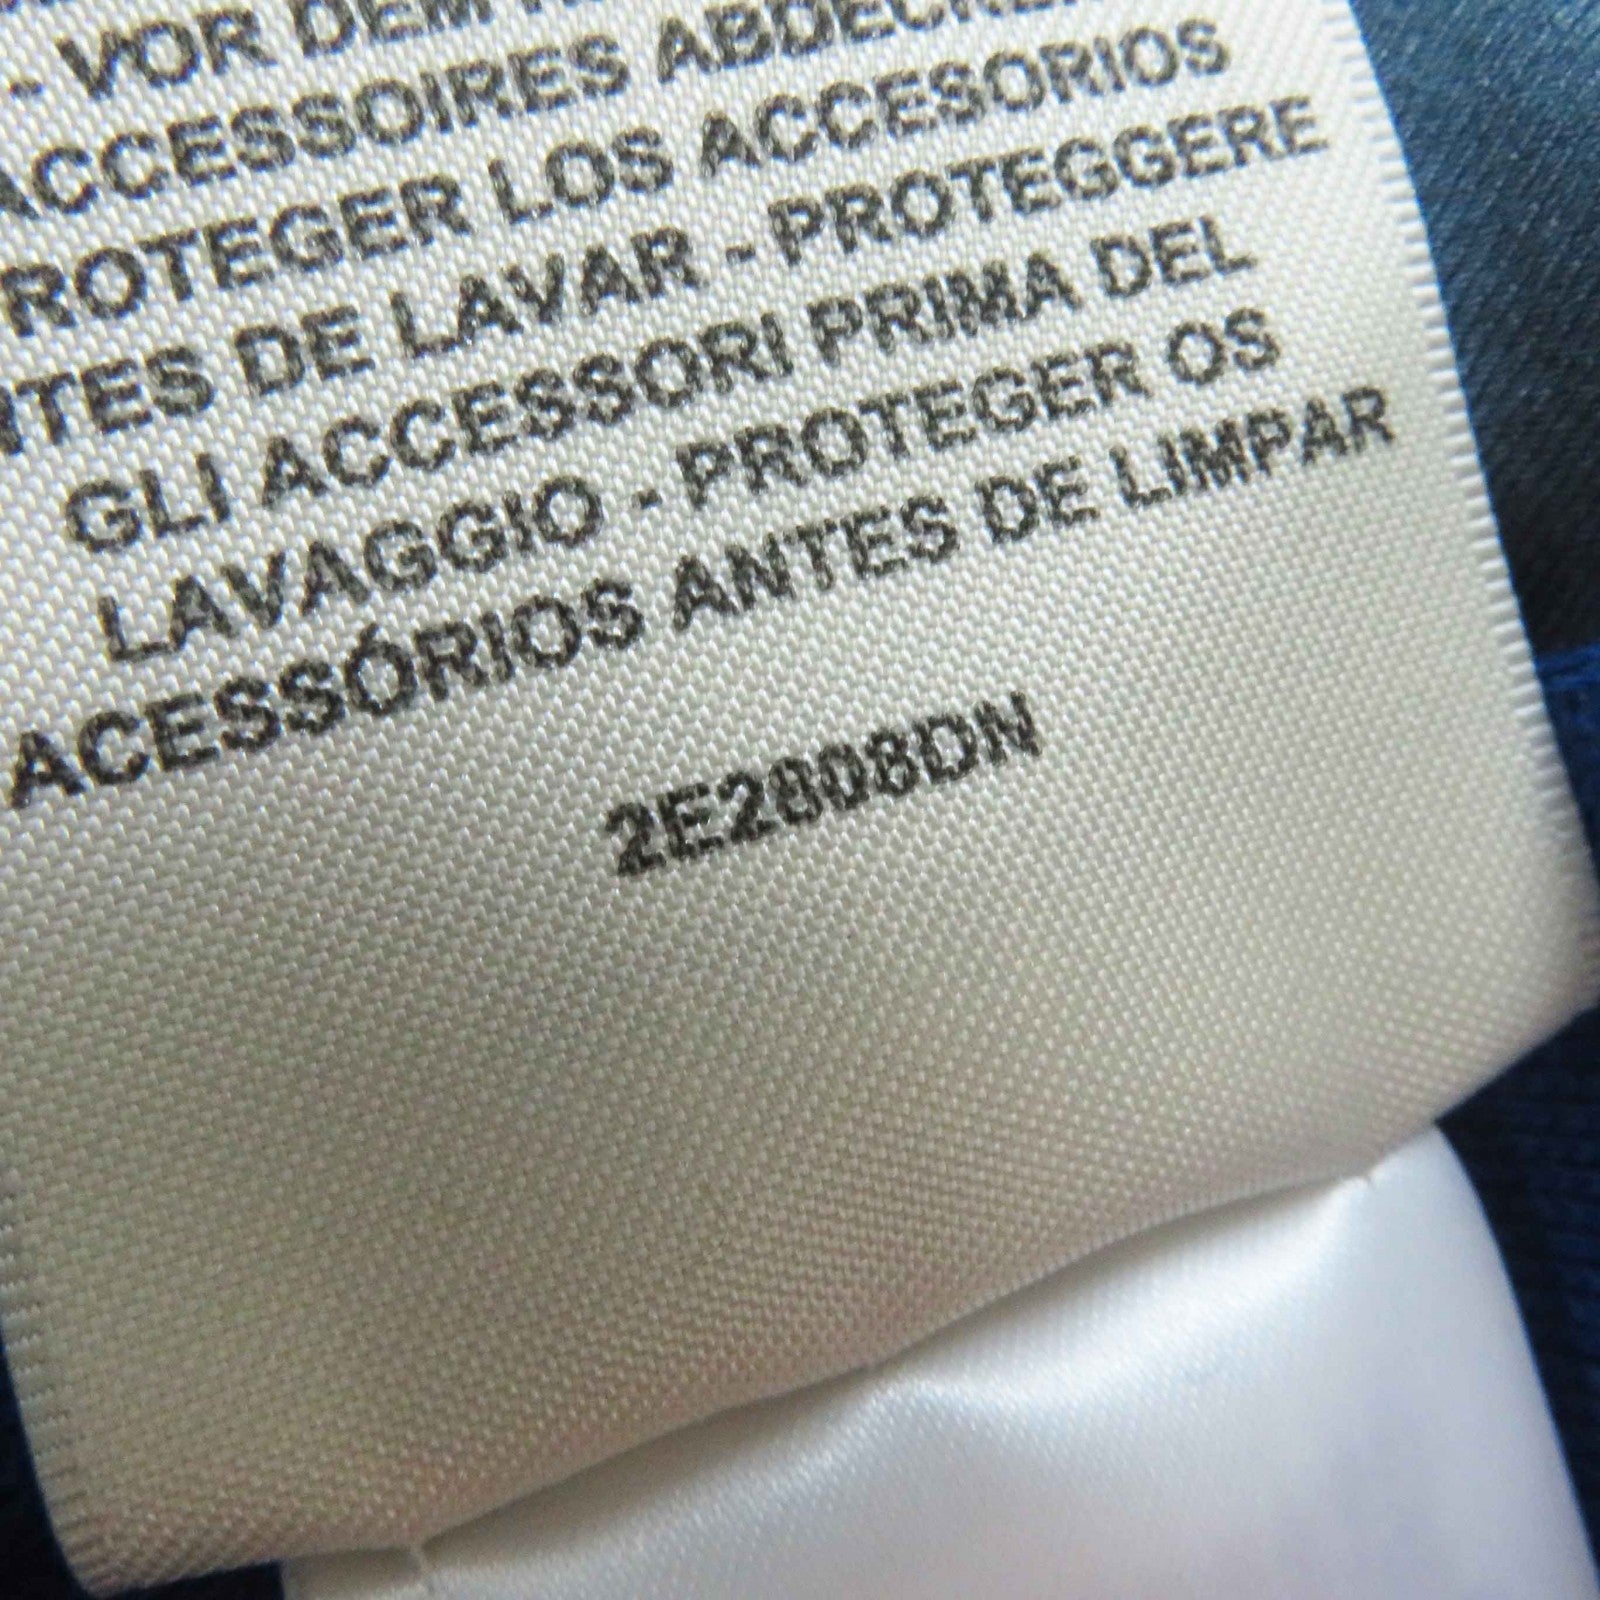 - VOR DEM
ACCESSOIRES
PROTEGER LOS ACCESORIOS
ANTES DE LAVAR - PROTEGGERE
GLI ACCESSORI PRIMA DEL
LAVAGGIO - PROTEGER OS
ACESSÓRIOS ANTES DE LIMPAR
2E2808DN